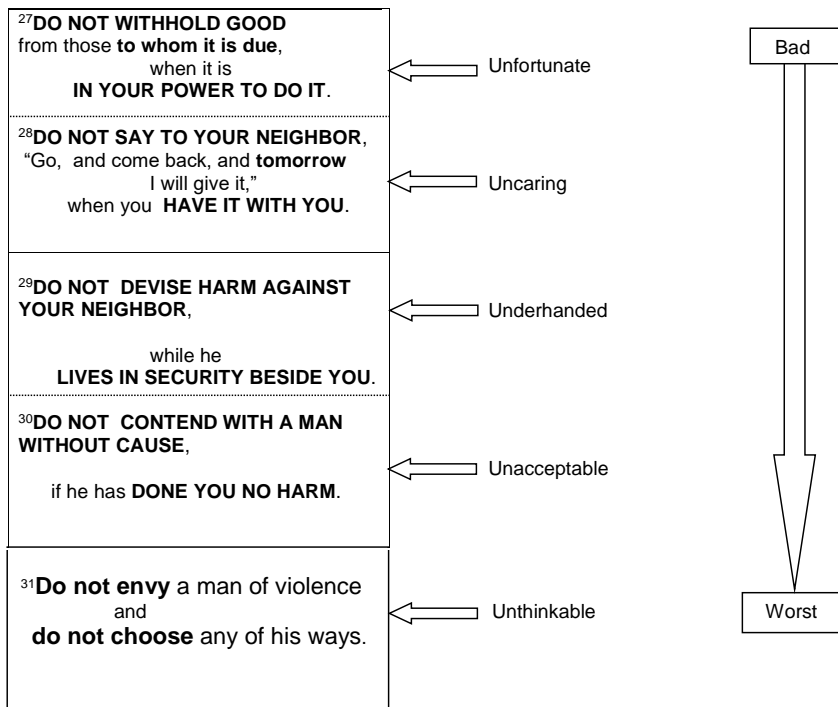 27DO NOT WITHHOLD GOOD
from those to whom it is due,
when it is
IN YOUR POWER TO DO IT.
Unfortunate
Bad
28DO NOT SAY TO YOUR NEIGHBOR,
“Go, and come back, and tomorrow
I will give it,”
when you HAVE IT WITH YOU.
Uncaring
29DO NOT DEVISE HARM AGAINST
YOUR NEIGHBOR,
while he
LIVES IN SECURITY BESIDE YOU.
Underhanded
30DO NOT CONTEND WITH A MAN
WITHOUT CAUSE,
if he has DONE YOU NO HARM.
Unacceptable
31Do not envy a man of violence
and
do not choose any of his ways.
Unthinkable
Worst